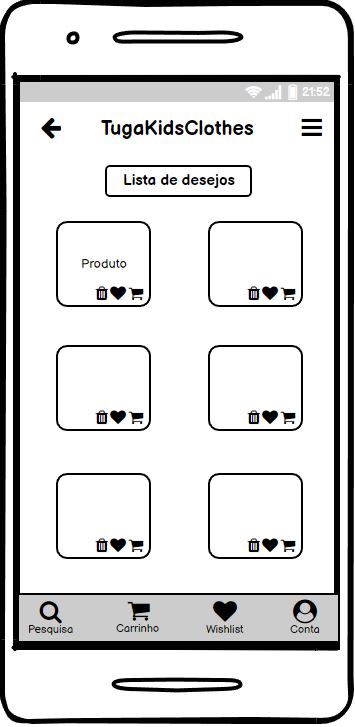 21:52
TugaKidsClothes
Lista de desejos
Produto
Pesquisa Carrinho Wishlist Conta